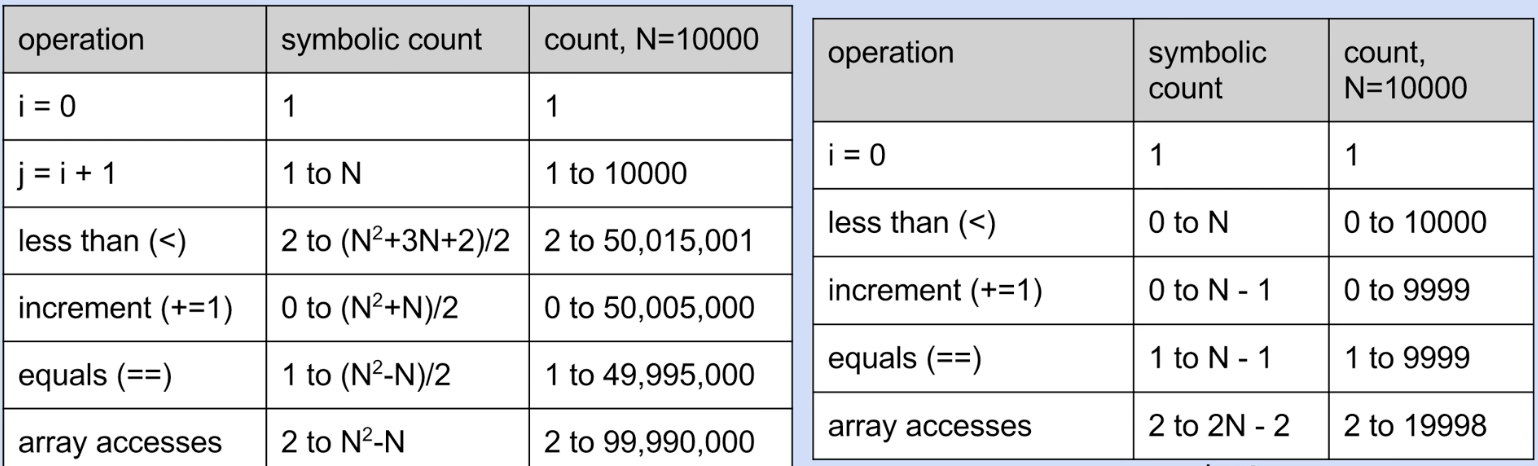 operation symbolic count count, N=10000
i = 0 1 1
j = i + 1 1 to N 1 to 10000
less than (<) 2 to (N²+3N+2)/2 2 to 50,015,001
increment (+=1) 0 to (N²+N)/2 0 to 50,005,000
equals (==) 1 to (N²-N)/2 1 to 49,995,000
array accesses 2 to N²-N 2 to 99,990,000
operation symbolic count,
count N=10000
i = 0 1 1
less than (<) 0 to N 0 to 10000
increment (+=1) 0 to N - 1 0 to 9999
equals (==) 1 to N - 1 1 to 9999
array accesses 2 to 2N - 2 2 to 19998